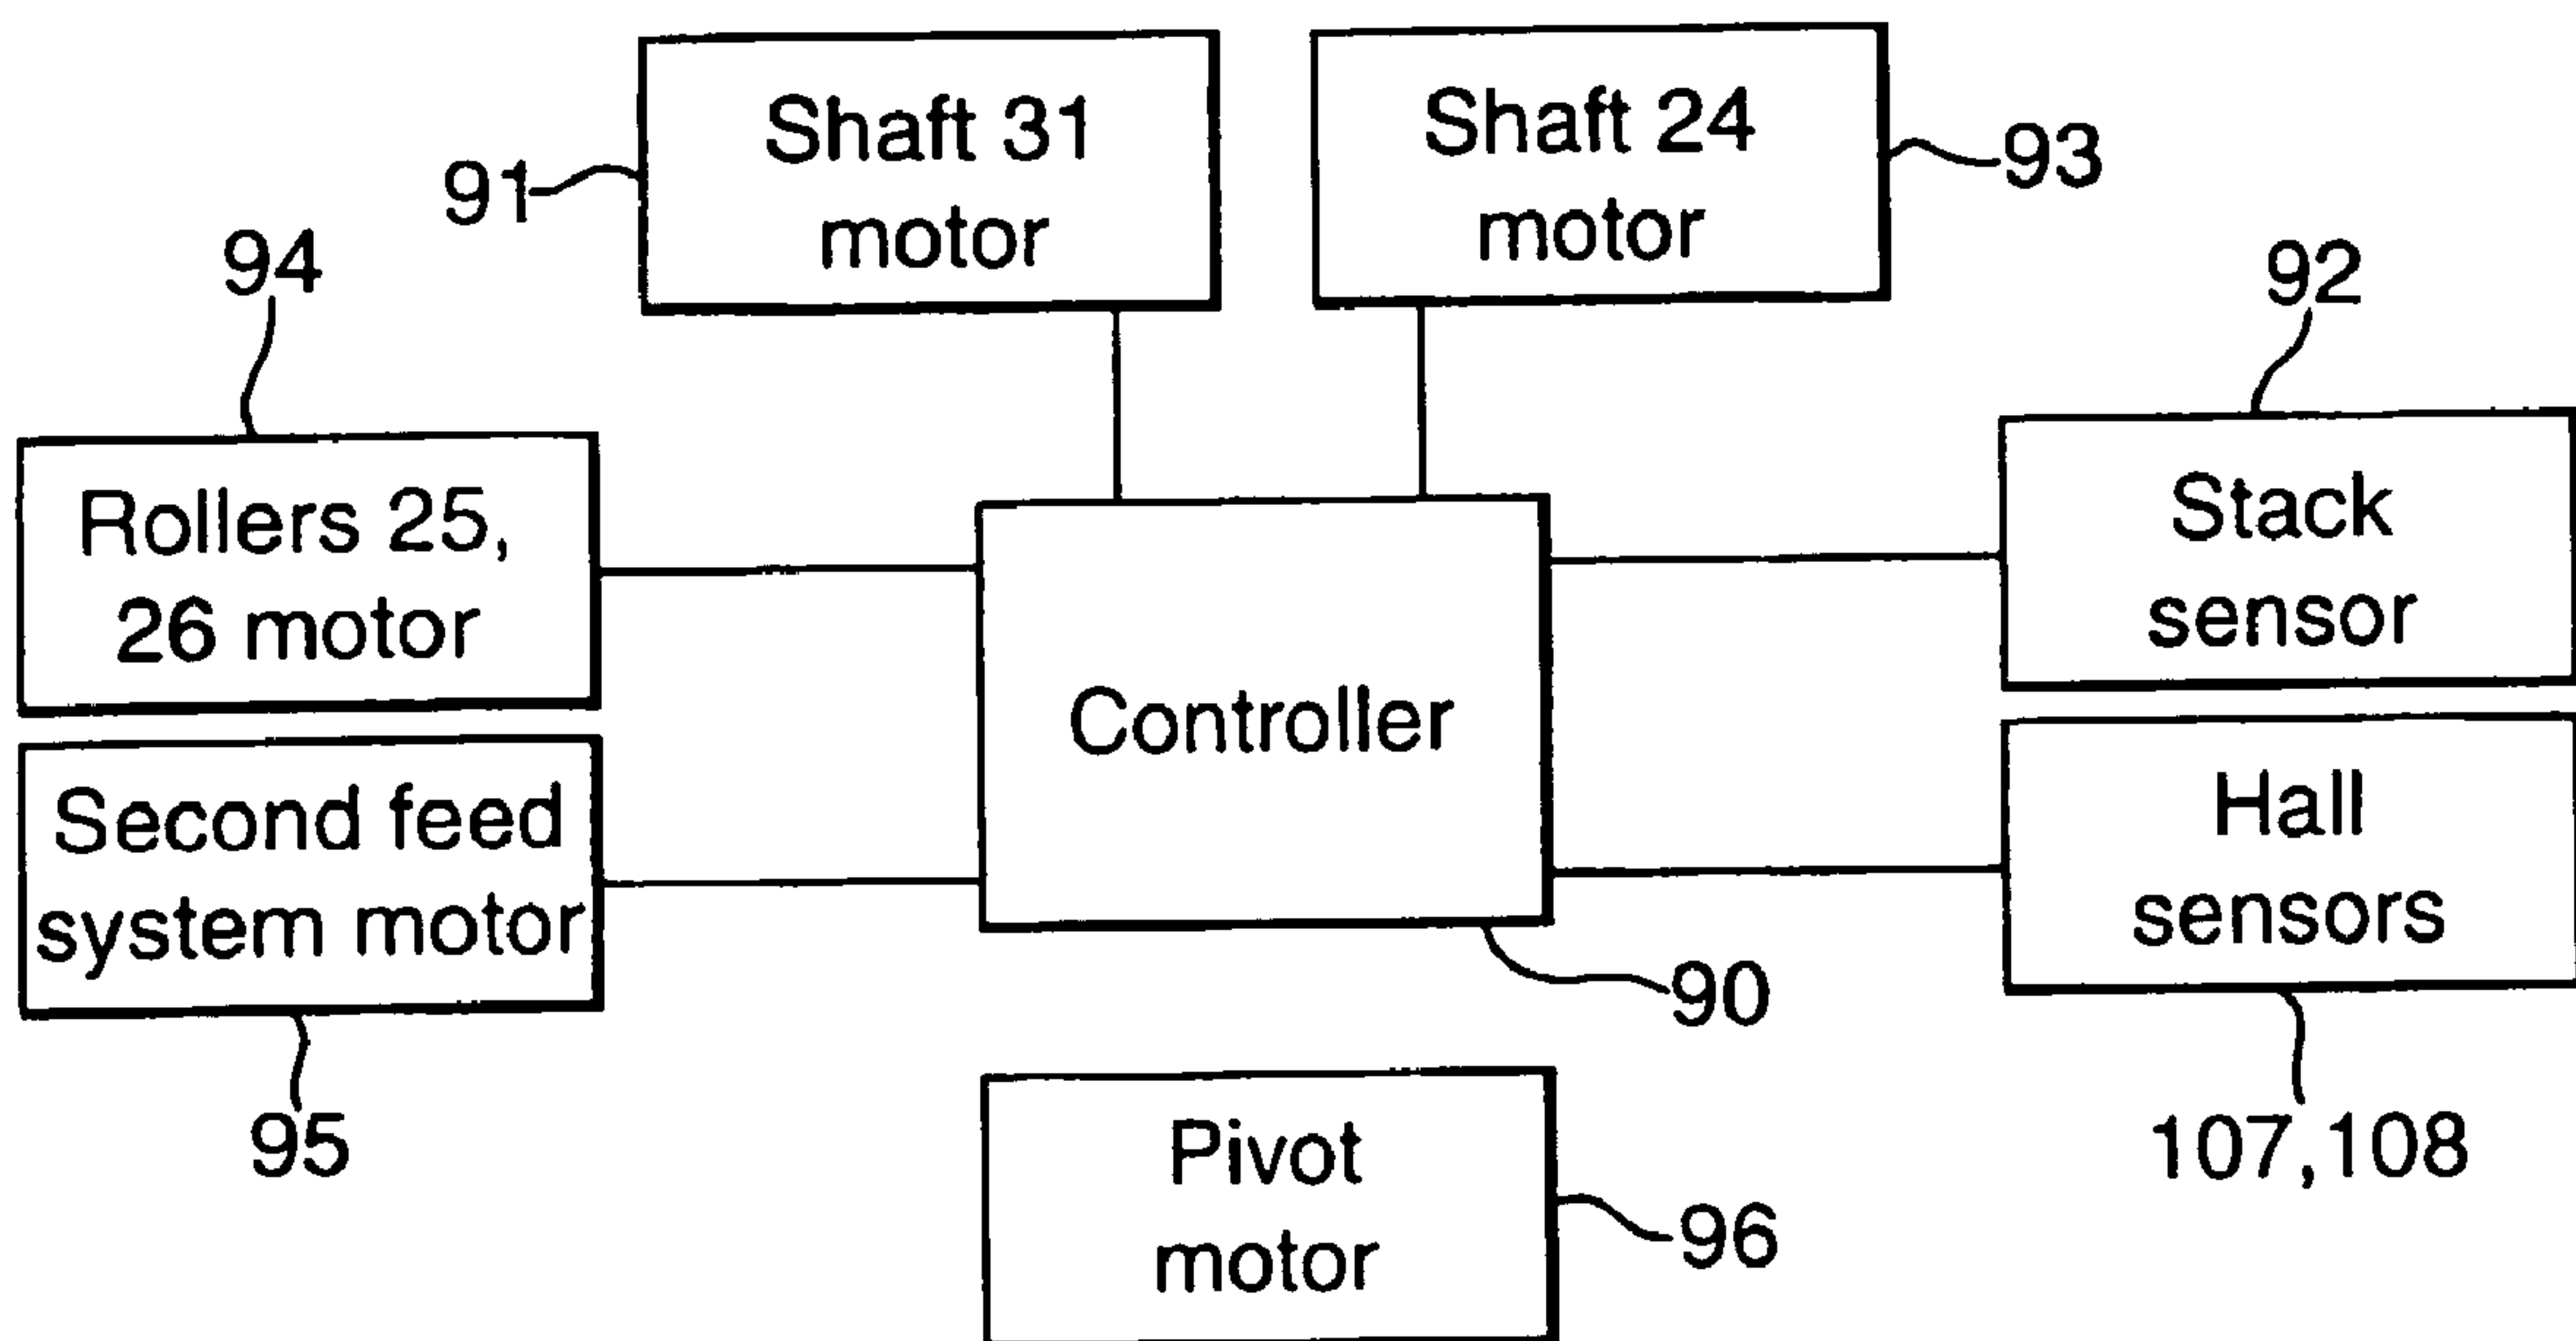 Shaft 31
motor
91
Shaft 24
motor
93
94
92
Rollers 25,
26 motor
Stack
sensor
Controller
Second feed
system motor
Hall
sensors
90
95
107,108
Pivot
motor
96